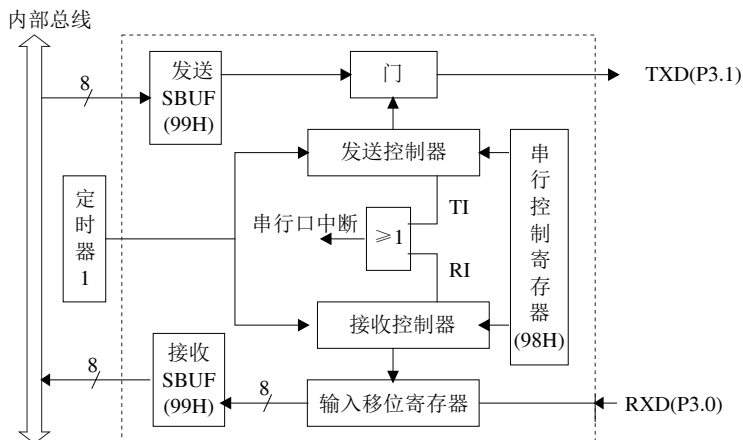 内部总线
8
发送
SBUF
(99H)
门
TXD(P3.1)
发送控制器
定
时
器
1
串行口中断
≥1
TI
RI
串
行
控
制
寄
存
器
(98H)
接收控制器
8
接收
SBUF
(99H)
8
输入移位寄存器
RXD(P3.0)